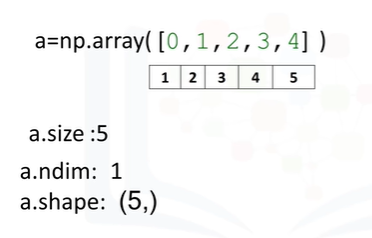 a=np.array([0,1,2,3,4])
1 2 3 4 5
a.size :5
a.ndim: 1
a.shape: (5,)